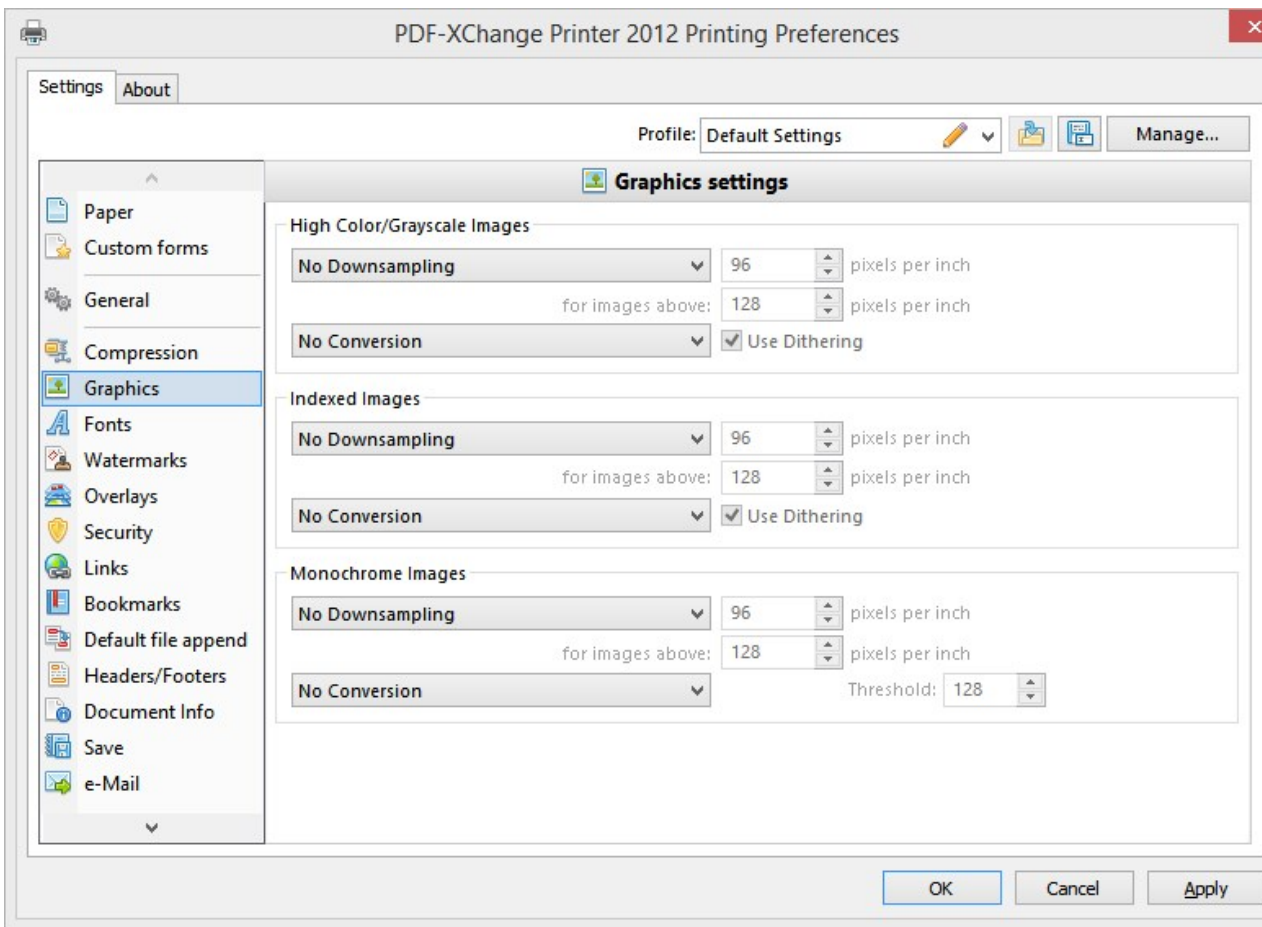 PDF-XChange Printer 2012 Printing Preferences
Settings About
Profile: Default Settings Manage...
Graphics settings
Paper
Custom forms
General
Compression
Graphics
Fonts
Watermarks
Overlays
Security
Links
Bookmarks
Default file append
Headers/Footers
Document Info
Save
e-Mail
High Color/Grayscale Images
No Downsampling 96 pixels per inch
for images above: 128 pixels per inch
No Conversion Use Dithering
Indexed Images
No Downsampling 96 pixels per inch
for images above: 128 pixels per inch
No Conversion Use Dithering
Monochrome Images
No Downsampling 96 pixels per inch
for images above: 128 pixels per inch
No Conversion Threshold: 128
OK Cancel Apply